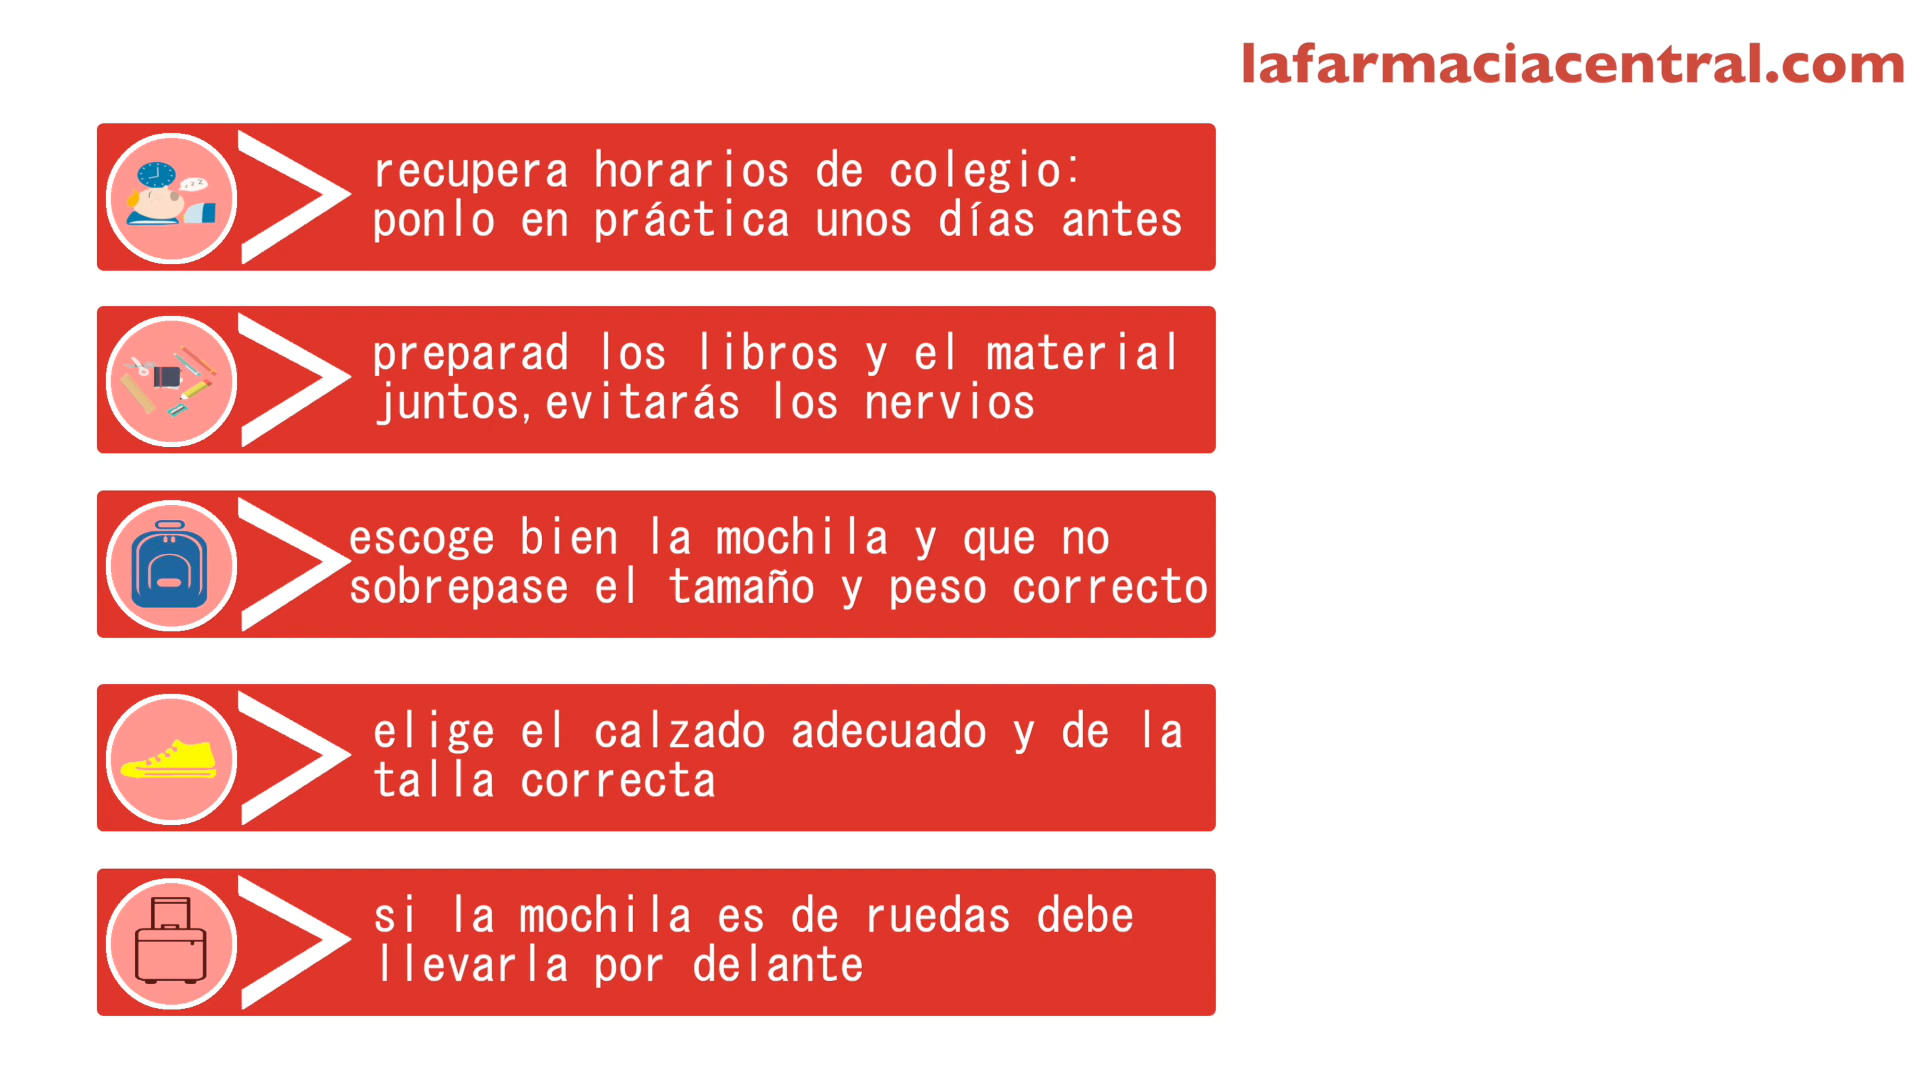 lafarmaciacentral.com
recupera horarios de colegio:
ponlo en práctica unos días antes
preparad los libros y el material
juntos,evitarás los nervios
escoge bien la mochila y que no
sobrepase el tamaño y peso correcto
elige el calzado adecuado y de la
talla correcta
si la mochila es de ruedas debe
llevarla por delante